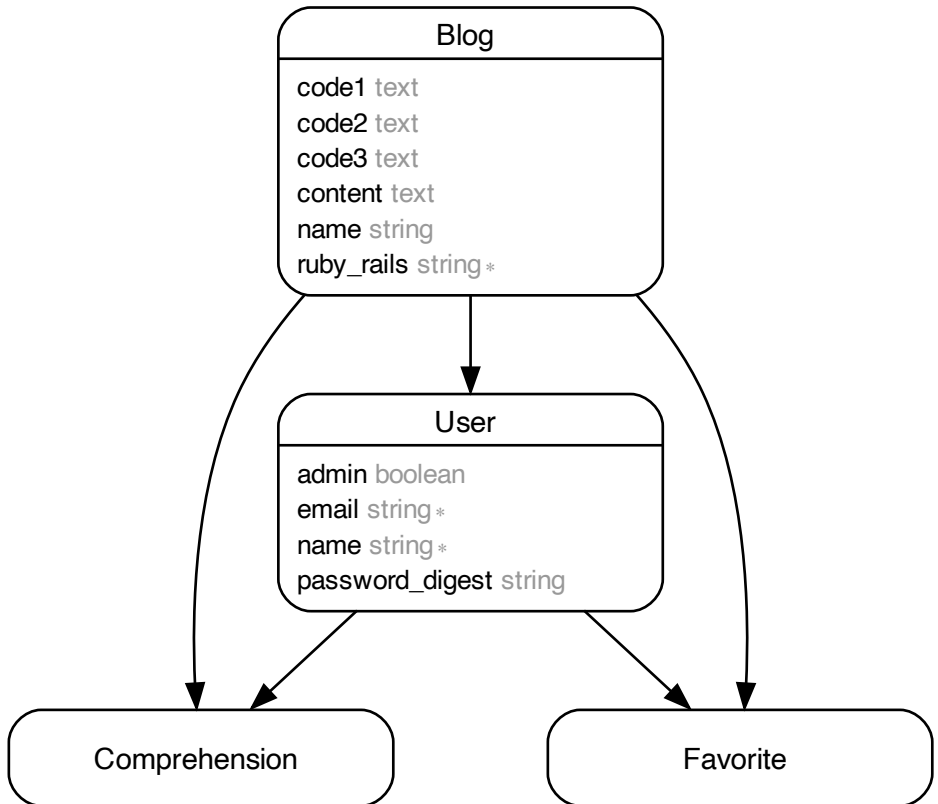 Blog
code1 text
code2 text
code3 text
content text
name string
ruby_rails string *
User
admin boolean
email string *
name string *
password_digest string
Comprehension
Favorite